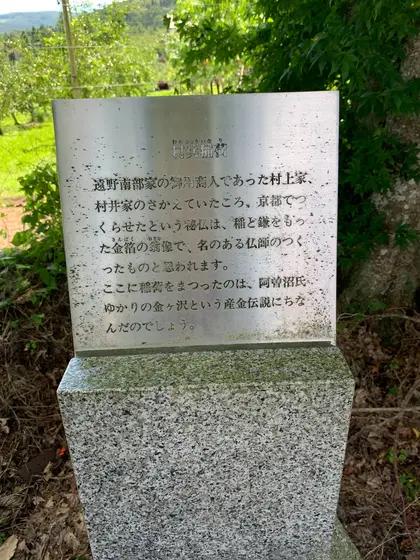 遠野南部家の御用商人であった村上家、
村井家のさかえていたころ、京都でつ
くらせたという秘仏は、稲と鎌をもっ
た金箔の翁像で、名のある仏師のつく
ったものと思われます。
ここに稲荷をまつったのは、阿曽沼氏
ゆかりの金ヶ沢という産金伝説にちな
んだのでしょう。